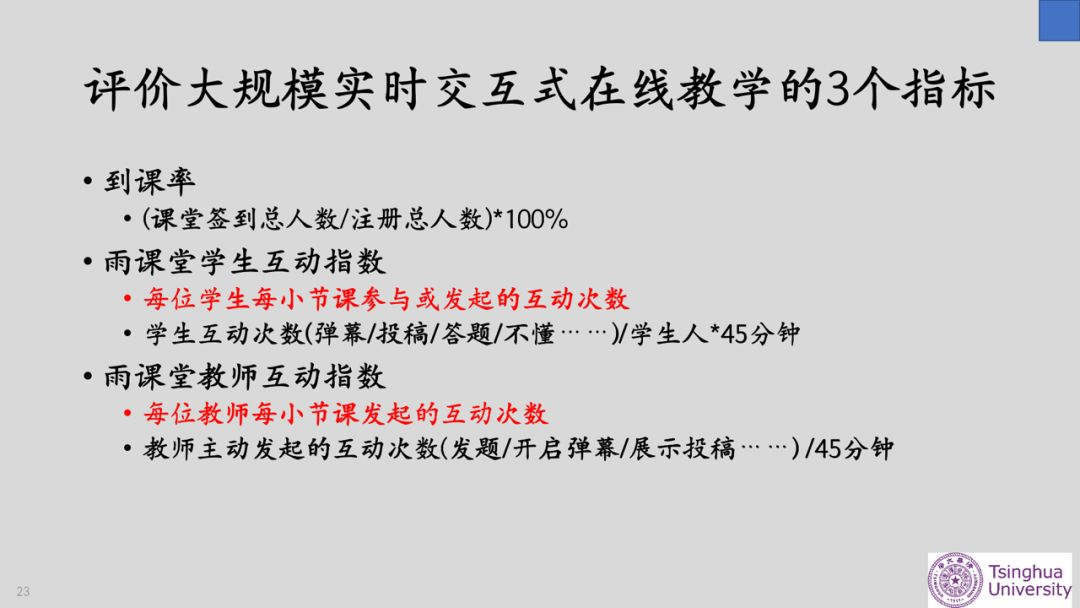 评价大规模实时交互式在线教学的3个指标
• 到课率
• (课堂签到总人数/注册总人数)*100%
• 雨课堂学生互动指数
• 每位学生每小节课参与或发起的互动次数
• 学生互动次数(弹幕/投稿/答题/不懂……)/学生人*45分钟
• 雨课堂教师互动指数
• 每位教师每小节课发起的互动次数
• 教师主动发起的互动次数(发题/开启弹幕/展示投稿……) /45分钟
23
Tsinghua
University